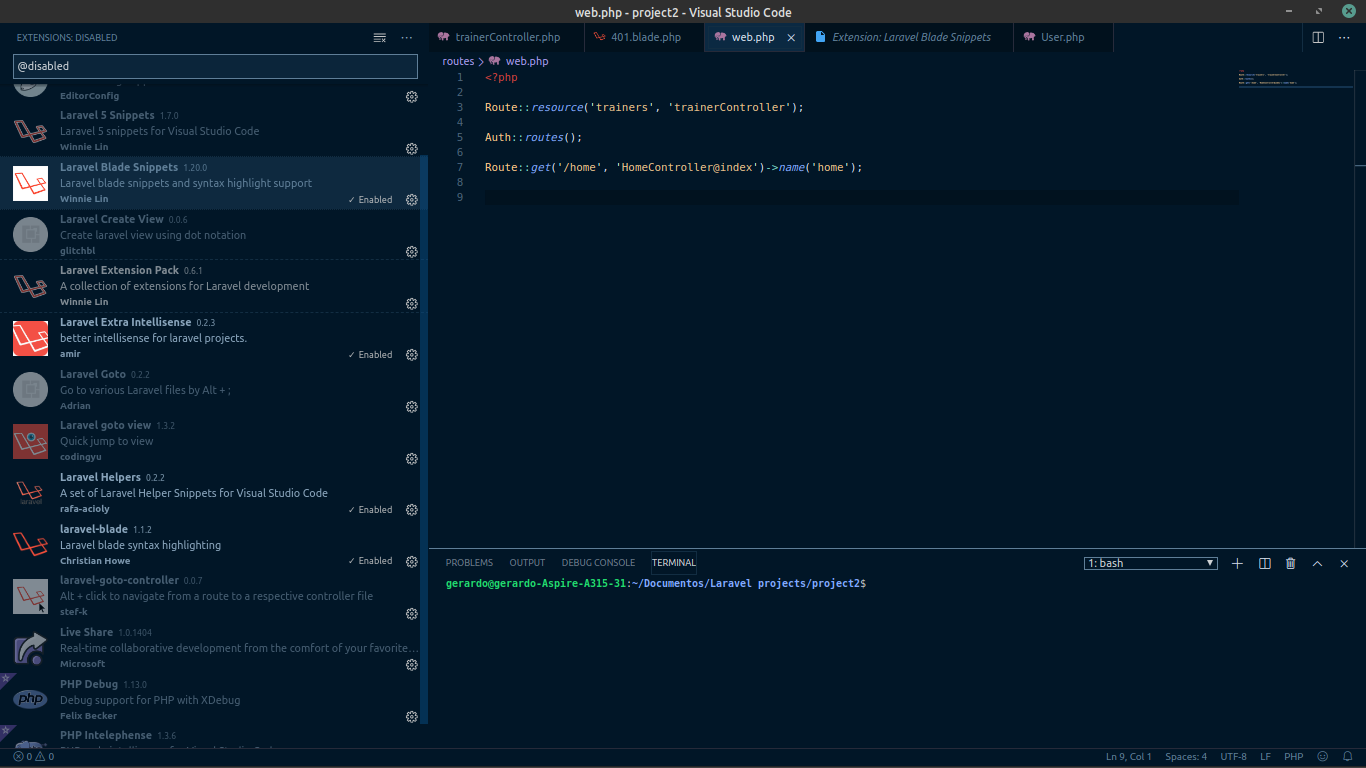 web.php - project2 - Visual Studio Code
EXTENSIONS: DISABLED
@disabled
EditorConfig
Laravel 5 Snippets 1.7.0
Laravel 5 snippets for Visual Studio Code
Winnie Lin
Laravel Blade Snippets 1.20.0
Laravel blade snippets and syntax highlight support
Winnie Lin
✓ Enabled
Laravel Create View 0.0.6
Create laravel view using dot notation
glitchbl
Laravel Extension Pack 0.6.1
A collection of extensions for Laravel development
Winnie Lin
Laravel Extra Intellisense 0.2.3
better intellisense for laravel projects.
amir
✓ Enabled
Laravel Goto 0.2.2
Go to various Laravel files by Alt + ;
Adrian
Laravel goto view 1.3.2
Quick jump to view
codingyu
Laravel Helpers 0.2.2
A set of Laravel Helper Snippets for Visual Studio Code
rafa-acioly
✓ Enabled
laravel-blade 1.1.2
Laravel blade syntax highlighting
Christian Howe
✓ Enabled
laravel-goto-controller 0.0.7
Alt + click to navigate from a route to a respective controller file
stef-k
Live Share 1.0.1404
Real-time collaborative development from the comfort of your favorite...
Microsoft
php
PHP Debug 1.13.0
Debug support for PHP with XDebug
Felix Becker
PHP Intelephense 1.3.6
trainerController.php
401.blade.php
web.php
Extension: Laravel Blade Snippets
User.php
routes > web.php
1 <?php
2
3 Route::resource('trainers', 'trainerController');
4
5 Auth::routes();
6
7 Route::get('/home', 'HomeController@index')->name('home');
8
9
PROBLEMS OUTPUT DEBUG CONSOLE TERMINAL
1: bash
gerardo@gerardo-Aspire-A315-31:~/Documentos/Laravel projects/project2$
0 0
Ln 9, Col 1 Spaces: 4 UTF-8 LF PHP